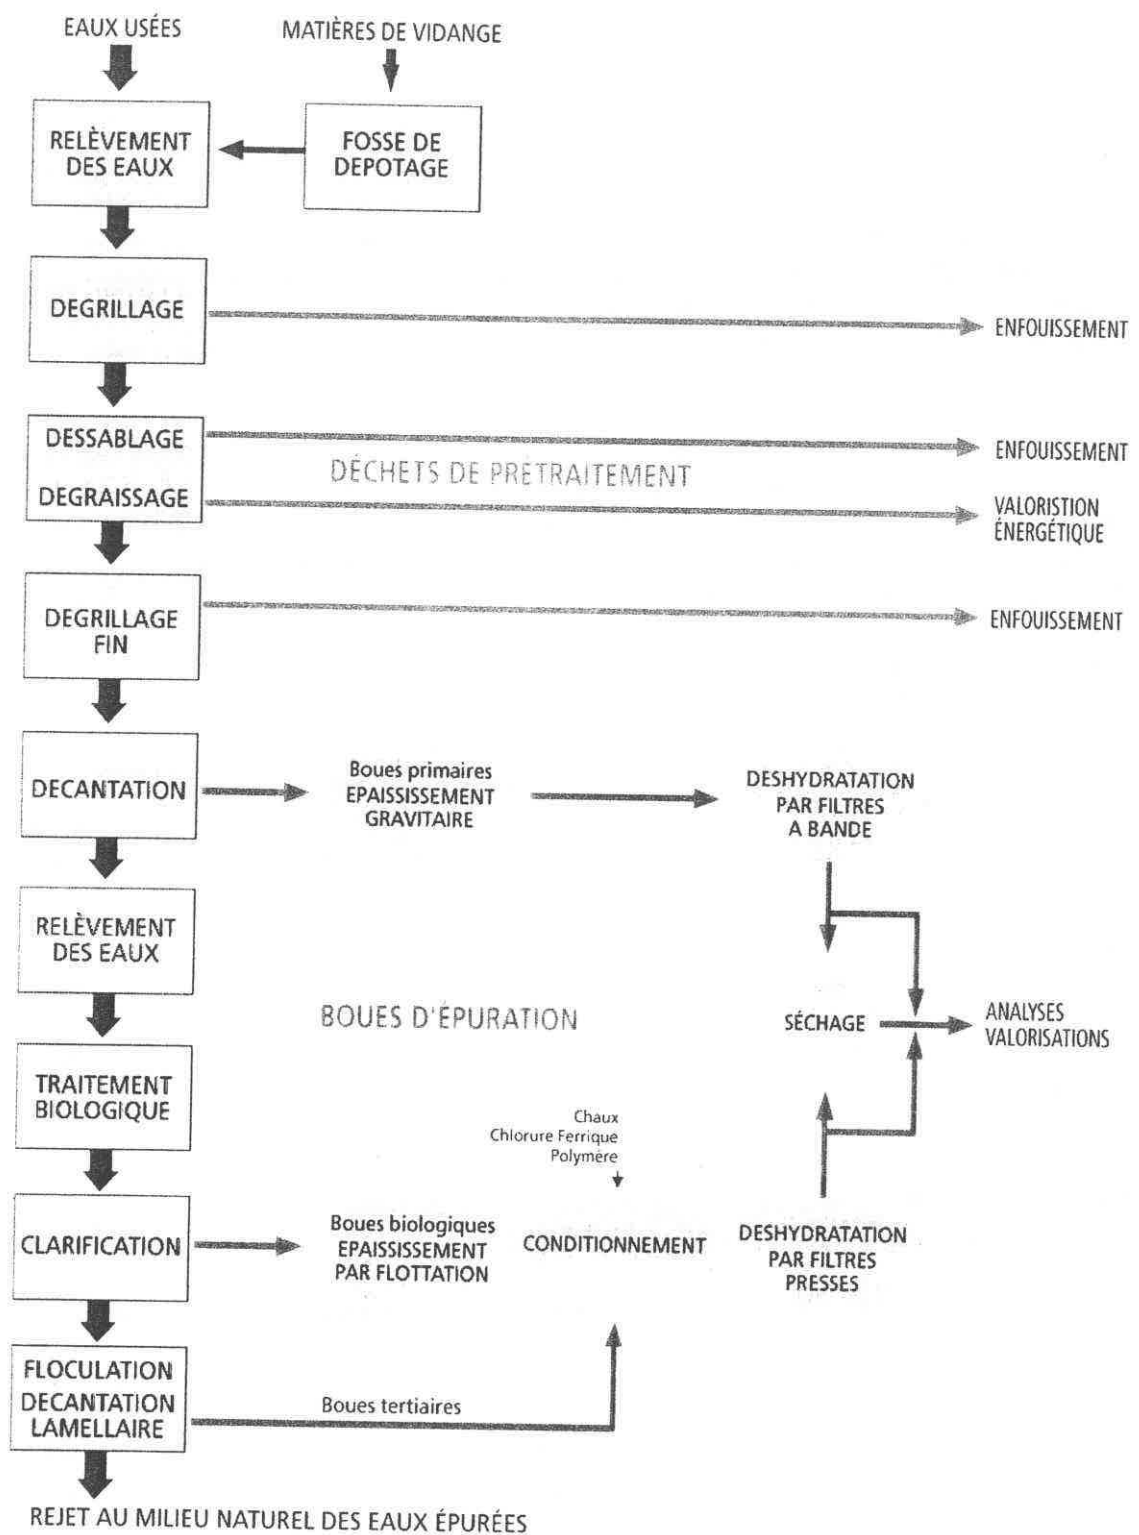 EAUX USÉES
MATIÈRES DE VIDANGE
RELÈVEMENT
DES EAUX
FOSSE DE
DEPOTAGE
DEGRILLAGE
ENFOUISSEMENT
DESSABLAGE
ENFOUISSEMENT
DÉCHETS DE PRÉTRAITEMENT
DEGRAISSAGE
VALORISTION
ÉNERGÉTIQUE
DEGRILLAGE
FIN
ENFOUISSEMENT
DECANTATION
Boues primaires
EPAISSISSEMENT
GRAVITAIRE
DESHYDRATATION
PAR FILTRES
A BANDE
RELÈVEMENT
DES EAUX
BOUES D'ÉPURATION
SÉCHAGE
ANALYSES
VALORISATIONS
TRAITEMENT
BIOLOGIQUE
Chaux
Chlorure Ferrique
Polymère
CLARIFICATION
Boues biologiques
EPAISSISSEMENT
PAR FLOTTATION
CONDITIONNEMENT
DESHYDRATATION
PAR FILTRES
PRESSES
FLOCULATION
DECANTATION
LAMELLAIRE
Boues tertiaires
REJET AU MILIEU NATUREL DES EAUX ÉPURÉES